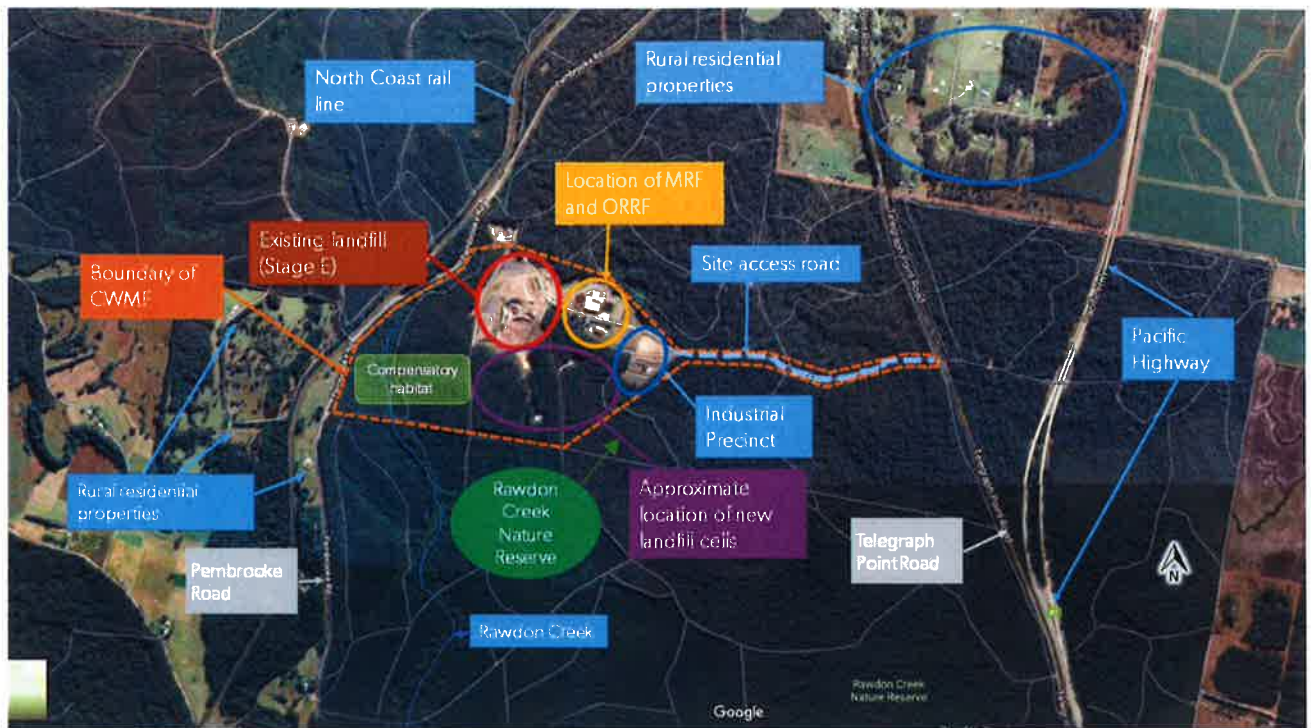 North Coast rail
line
Rural residential
properties
Location of MRF
and ORRF
Existing landfill
(Stage E)
Boundary of
CWMF
Site access road
Compensatory
habitat
Pacific
Highway
Industrial
Precinct
Rural residential
properties
Rawdon
Creek
Nature
Reserve
Approximate
location of new
landfill cells
Telegraph
Point Road
Pembrooke
Road
N
Rawdon Creek
Rawdon Creek
Nature Reserve
Google